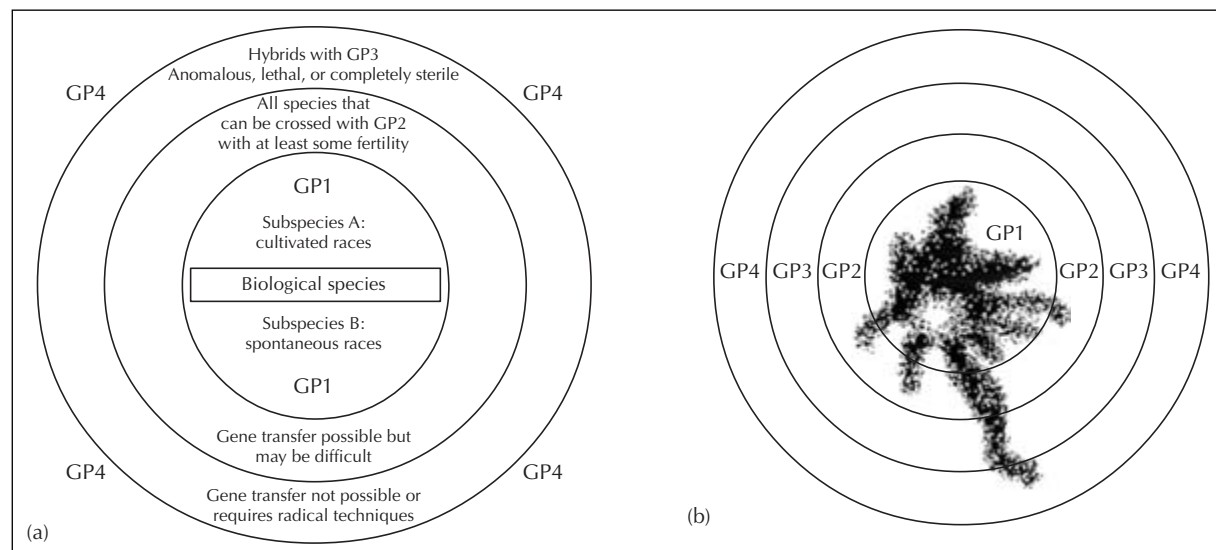 Hybrids with GP3
Anomalous, lethal, or completely sterile
GP4
GP4
All species that
can be crossed with GP2
with at least some fertility
GP1
Subspecies A:
cultivated races
Biological species
Subspecies B:
spontaneous races
GP1
Gene transfer possible but
may be difficult
GP4
GP4
Gene transfer not possible or
requires radical techniques
(a)
GP1
GP4
GP3
GP2
GP2
GP3
GP4
(b)